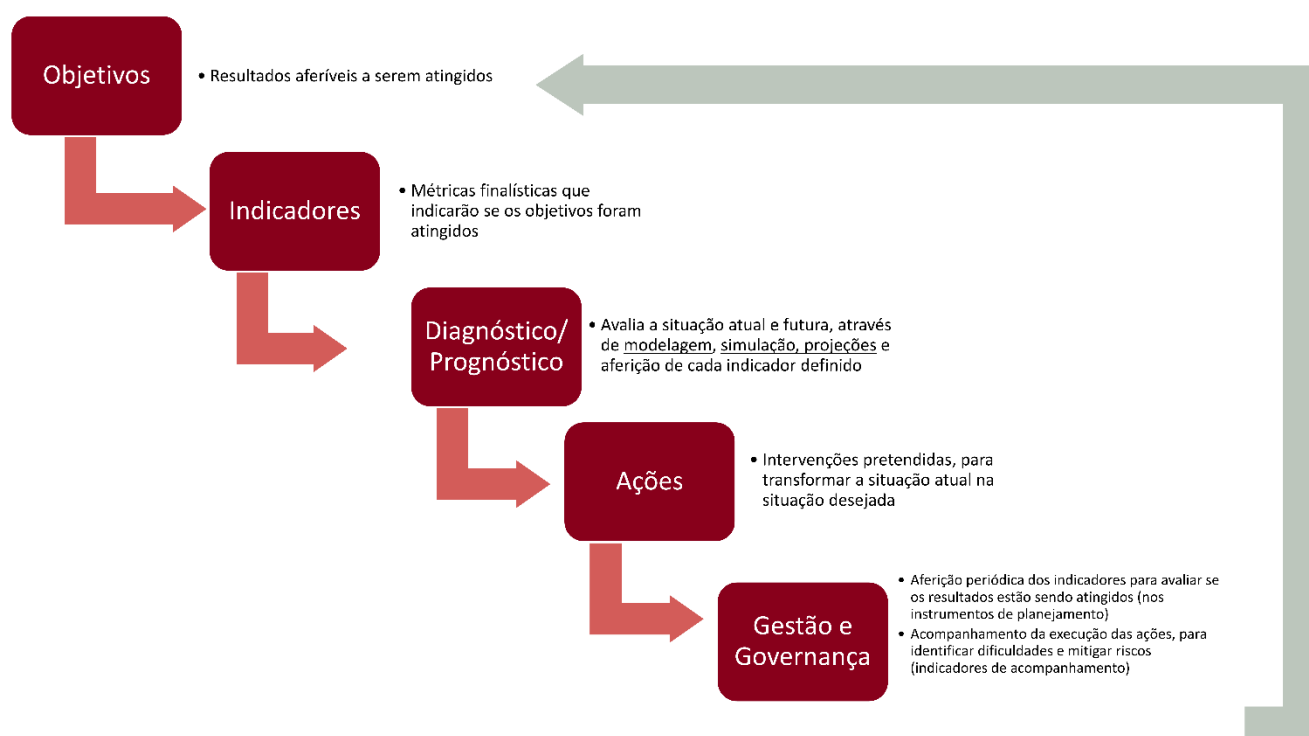 Objetivos
• Resultados aferíveis a serem atingidos
Indicadores
• Métricas finalísticas que
indicarão se os objetivos foram
atingidos
Diagnóstico/
Prognóstico
• Avalia a situação atual e futura, através
de modelagem, simulação, projeções e
aferição de cada indicador definido
Ações
• Intervenções pretendidas, para
transformar a situação atual na
situação desejada
Gestão e
Governança
• Aferição periódica dos indicadores para avaliar se
os resultados estão sendo atingidos (nos
instrumentos de planejamento)
• Acompanhamento da execução das ações, para
identificar dificuldades e mitigar riscos
(indicadores de acompanhamento)